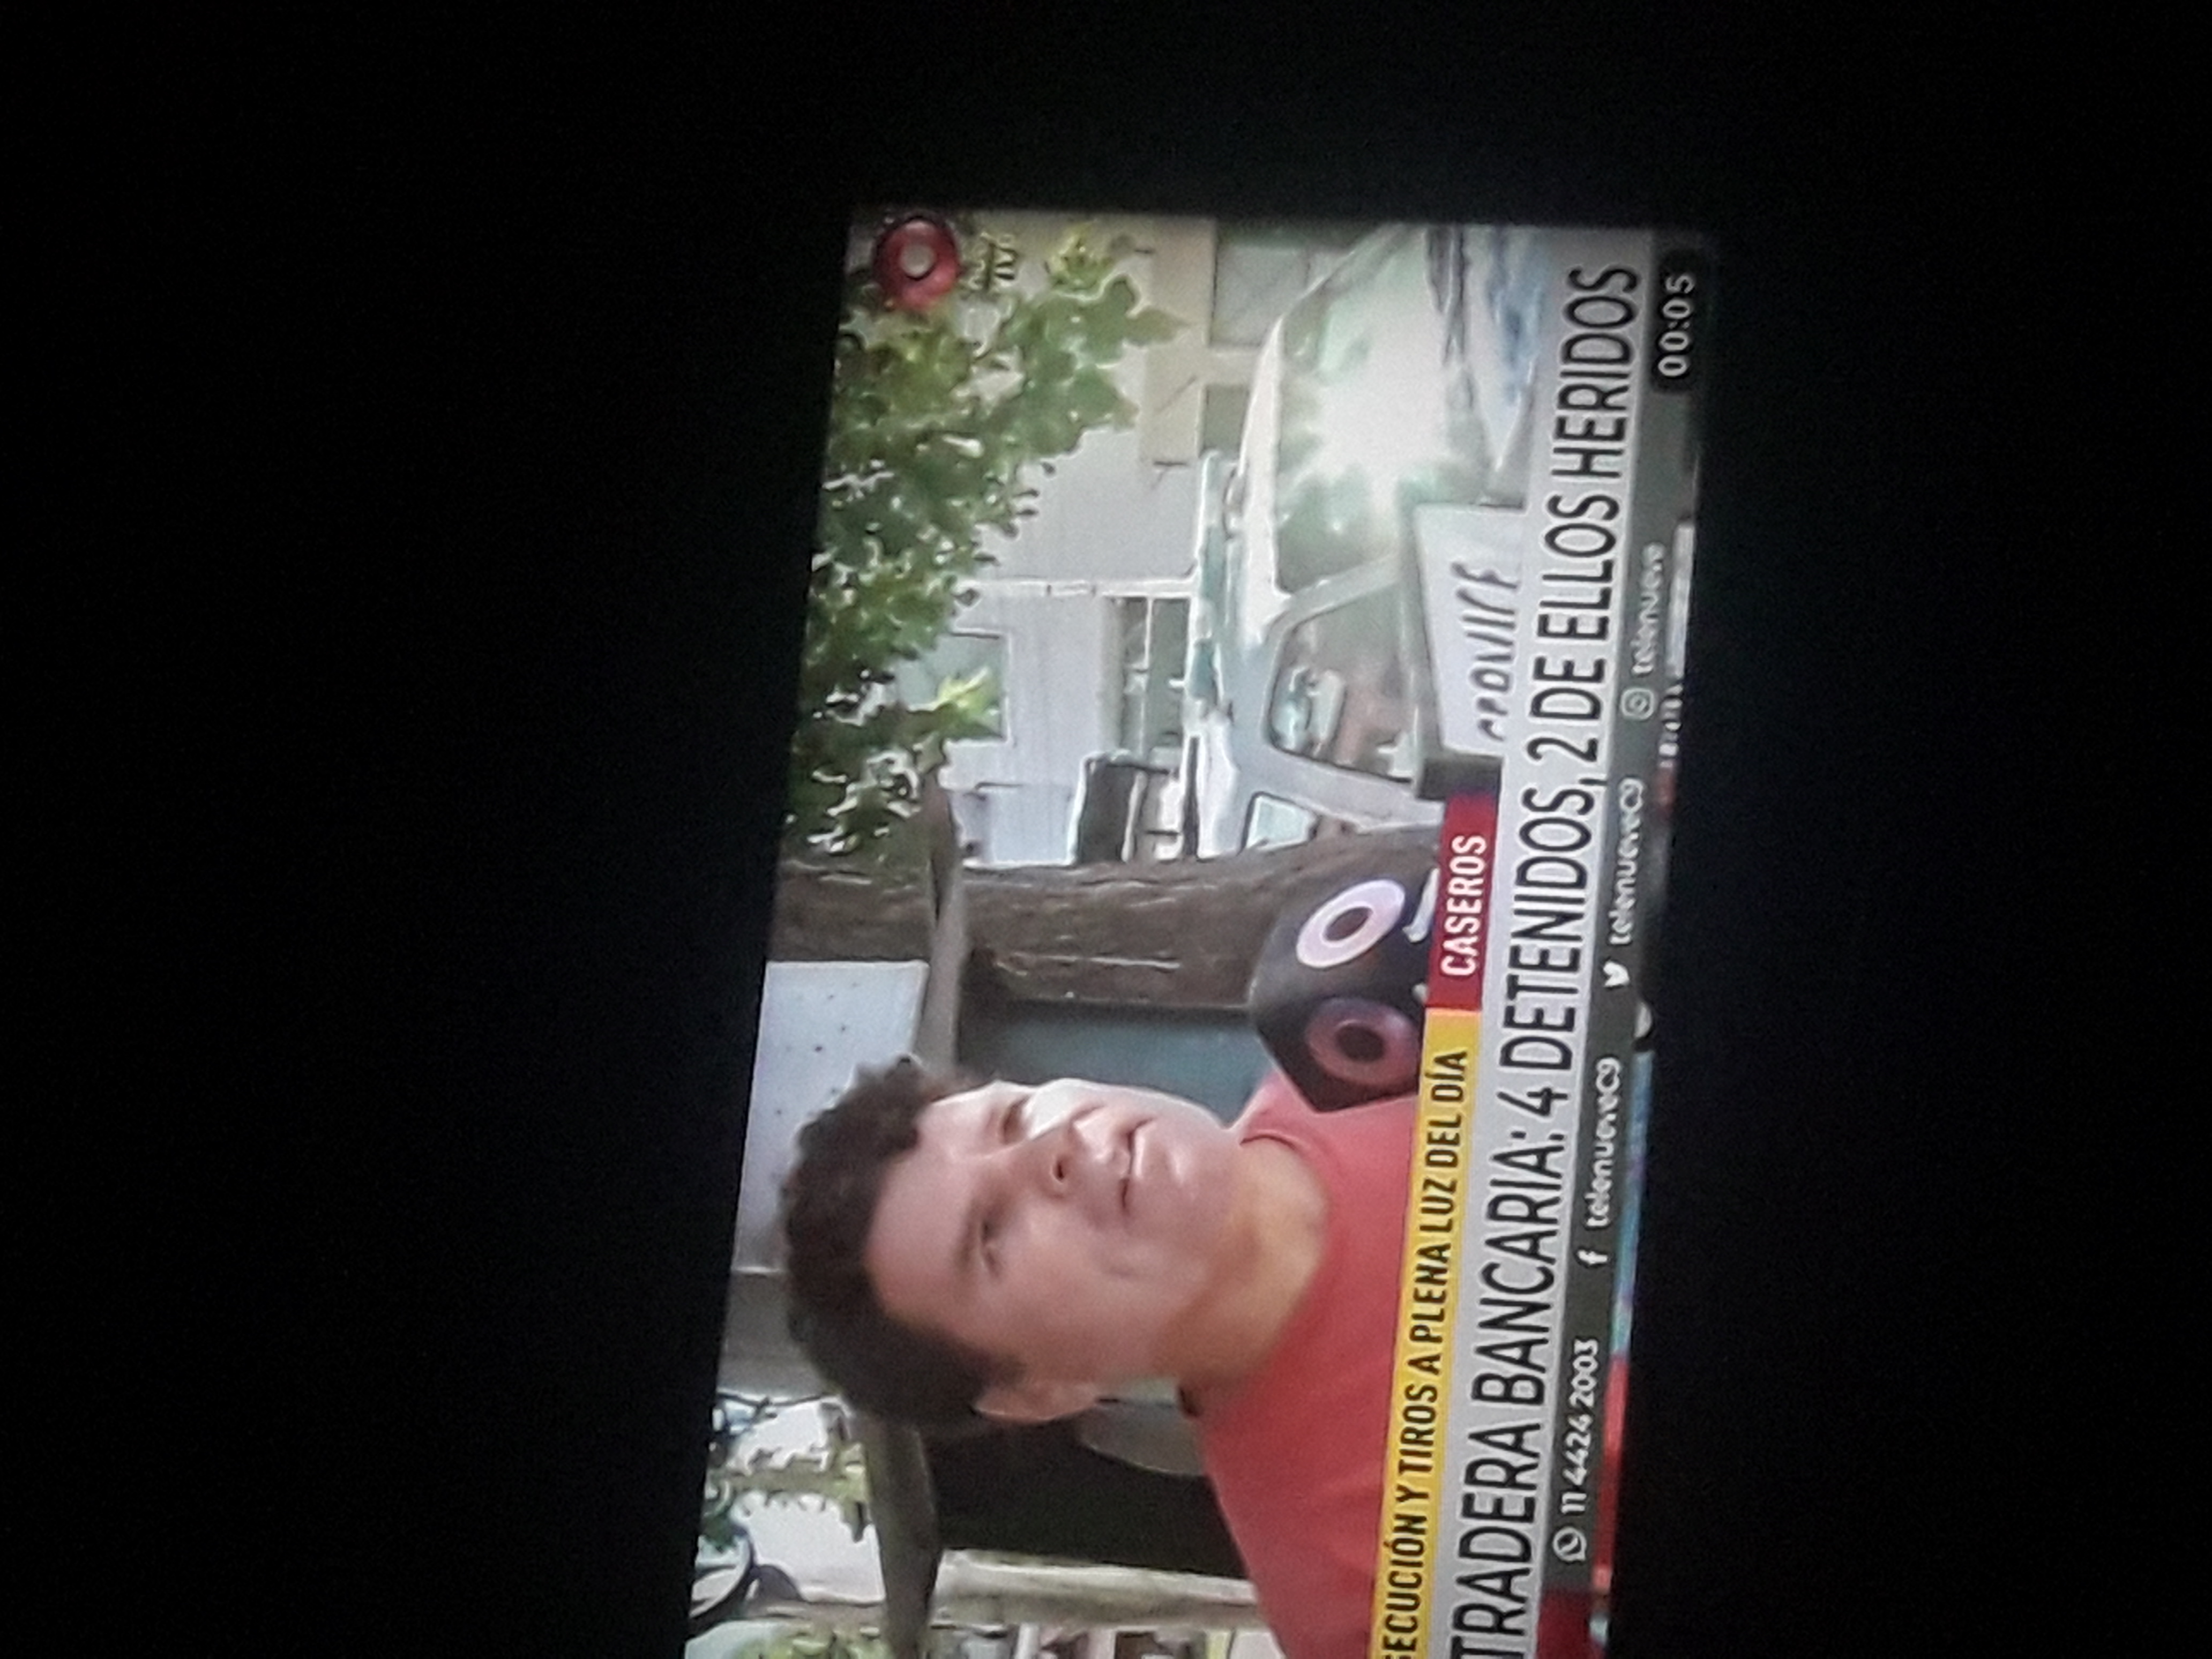 SECUCIÓN Y TIROS A PLENA LUZ DEL DÍA
CASEROS
SERVICE
TRADERA BANCARIA: 4 DETENIDOS, 2 DE ELLOS HERIDOS
11 4424 2003 telenueveC9 telenueveC9 telenueve
00:05